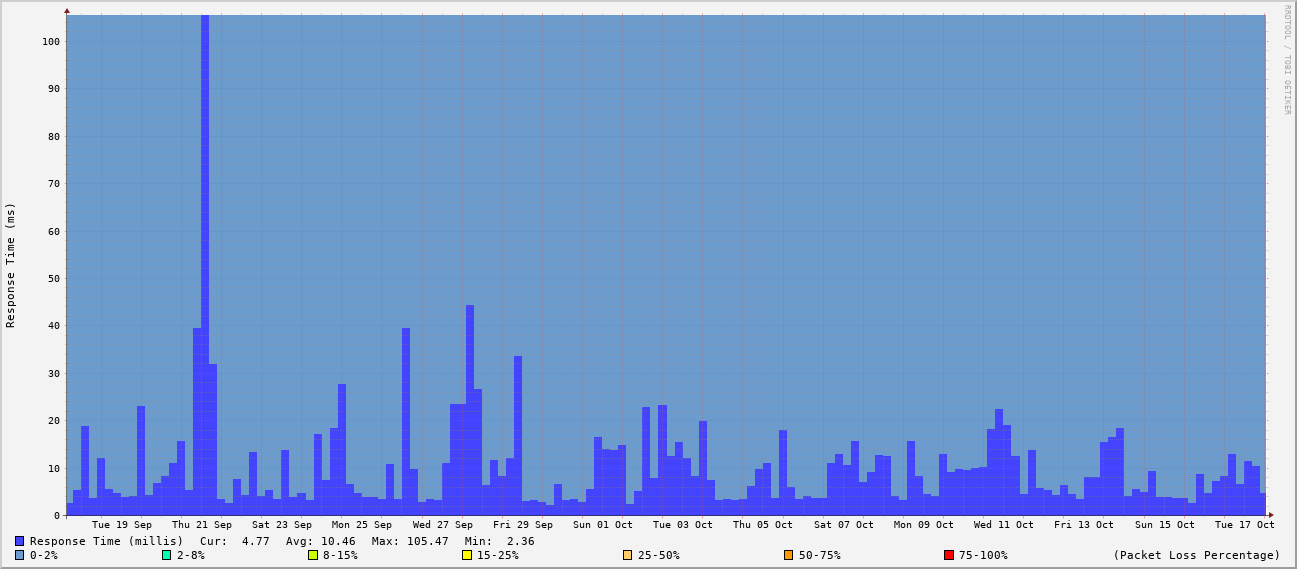 RRDTOOL / TOBI OETIKER
Response Time (ms)
100
90
80
70
60
50
40
30
20
10
0
Tue 19 Sep Thu 21 Sep Sat 23 Sep Mon 25 Sep Wed 27 Sep Fri 29 Sep Sun 01 Oct Tue 03 Oct Thu 05 Oct Sat 07 Oct Mon 09 Oct Wed 11 Oct Fri 13 Oct Sun 15 Oct Tue 17 Oct
Response Time (millis) Cur: 4.77 Avg: 10.46 Max: 105.47 Min: 2.36
0-2% 2-8% 8-15% 15-25% 25-50% 50-75% 75-100% (Packet Loss Percentage)